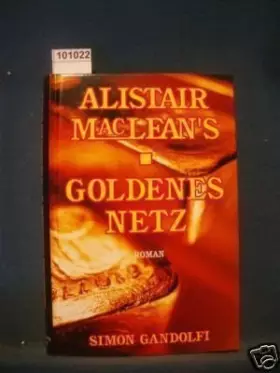 101022
ALISTAIR
MACLEAN'S
GOLDENES
NETZ
ROMAN
SIMON GANDOLFI